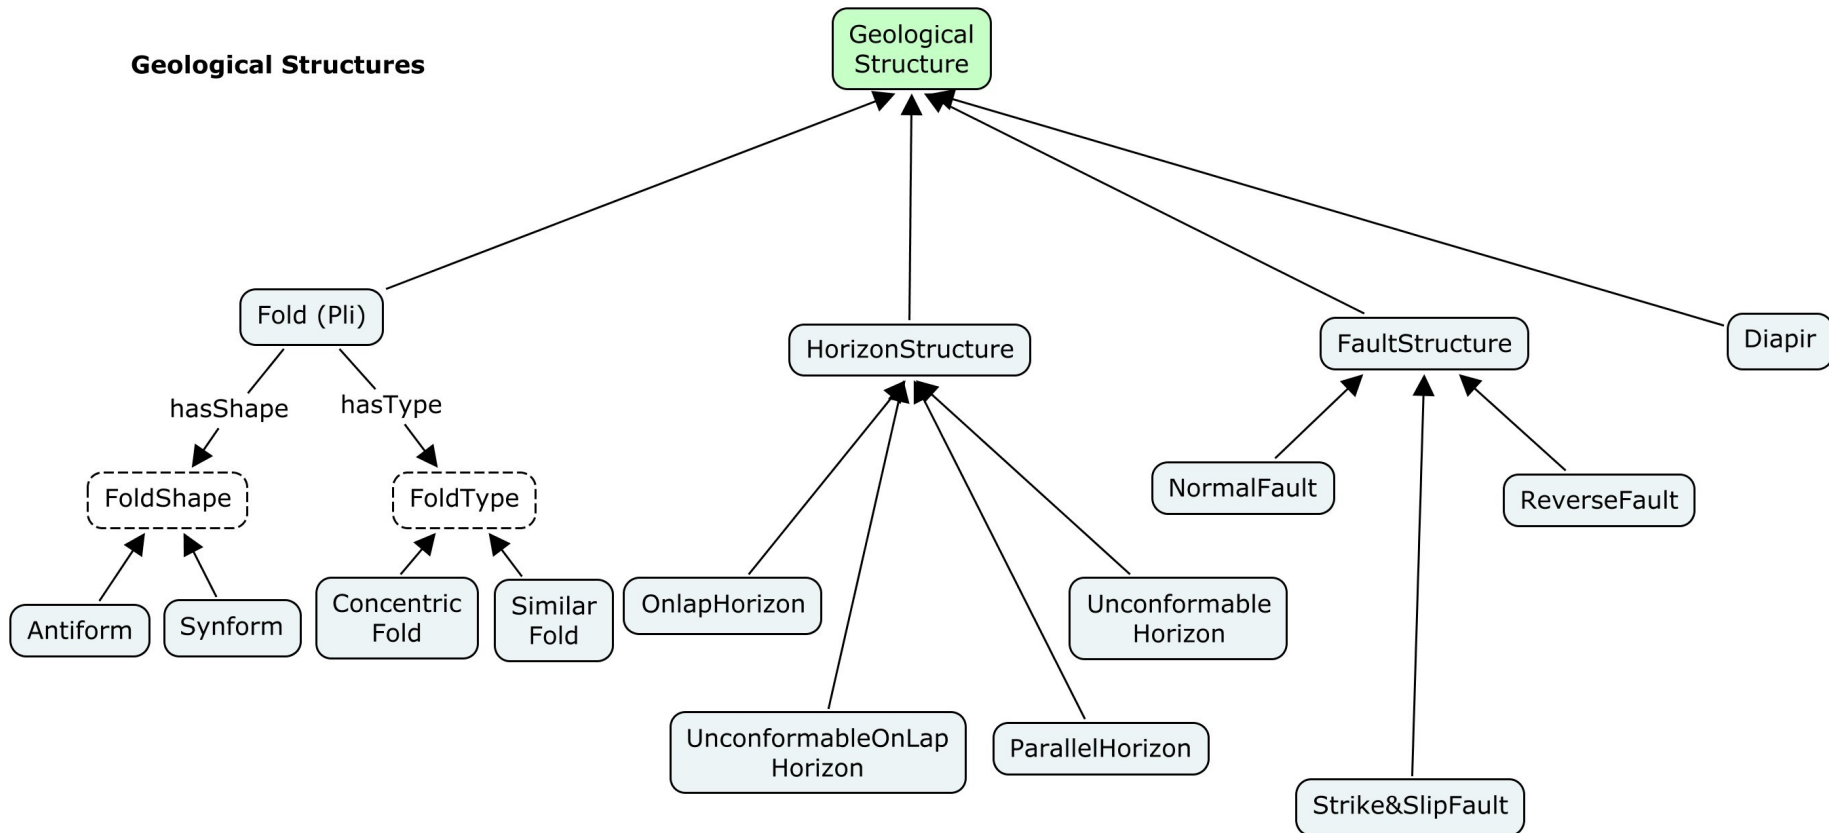 Geological Structures
Geological
Structure
Fold (Pli)
HorizonStructure
FaultStructure
Diapir
hasShape
hasType
FoldShape
FoldType
NormalFault
ReverseFault
Antiform
Synform
Concentric
Fold
Similar
Fold
OnlapHorizon
Unconformable
Horizon
UnconformableOnLap
Horizon
ParallelHorizon
Strike&SlipFault